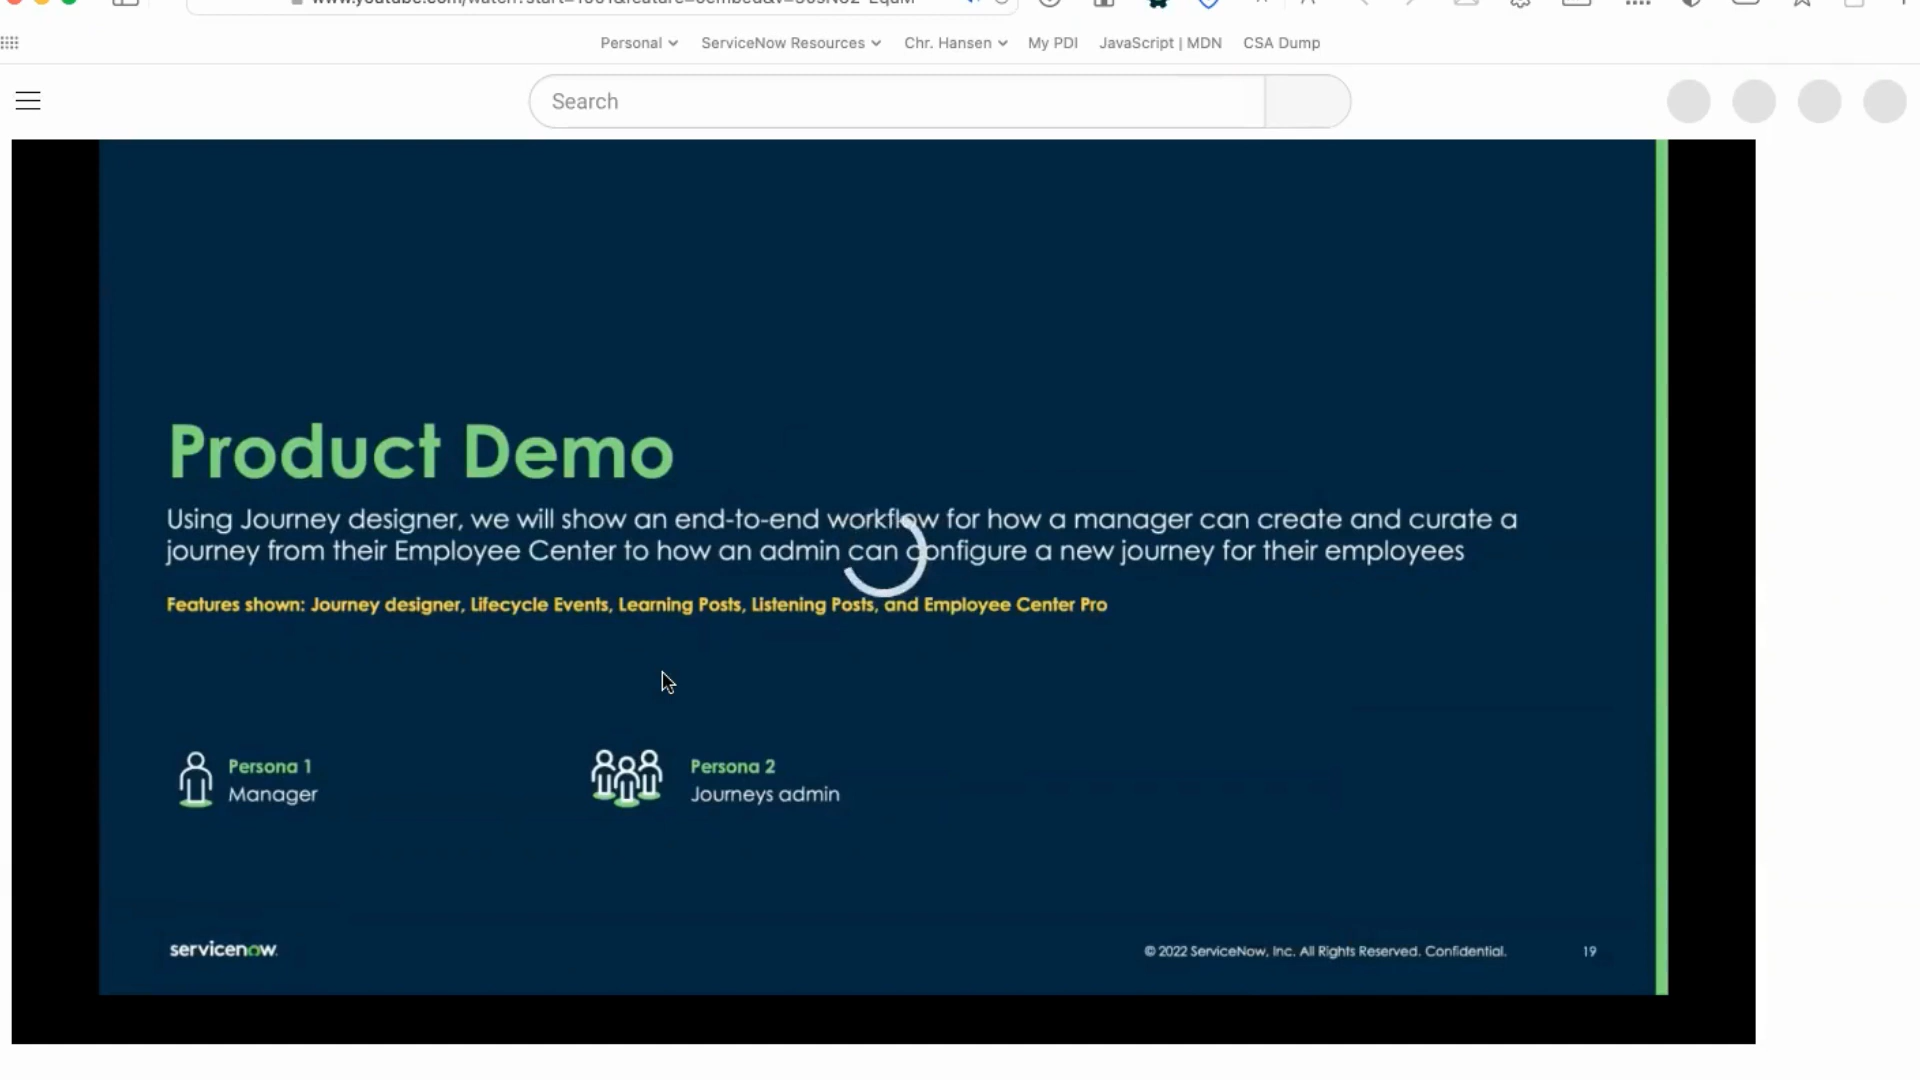 Personal
ServiceNow Resources
Chr. Hansen
My PDI
JavaScript | MDN
CSA Dump
Search
Product Demo
Using Journey designer, we will show an end-to-end workflow for how a manager can create and curate a
journey from their Employee Center to how an admin can configure a new journey for their employees
Features shown: Journey designer, Lifecycle Events, Learning Posts, Listening Posts, and Employee Center Pro
Persona 1
Manager
Persona 2
Journeys admin
servicenow
© 2022 ServiceNow, Inc. All Rights Reserved. Confidential.
19